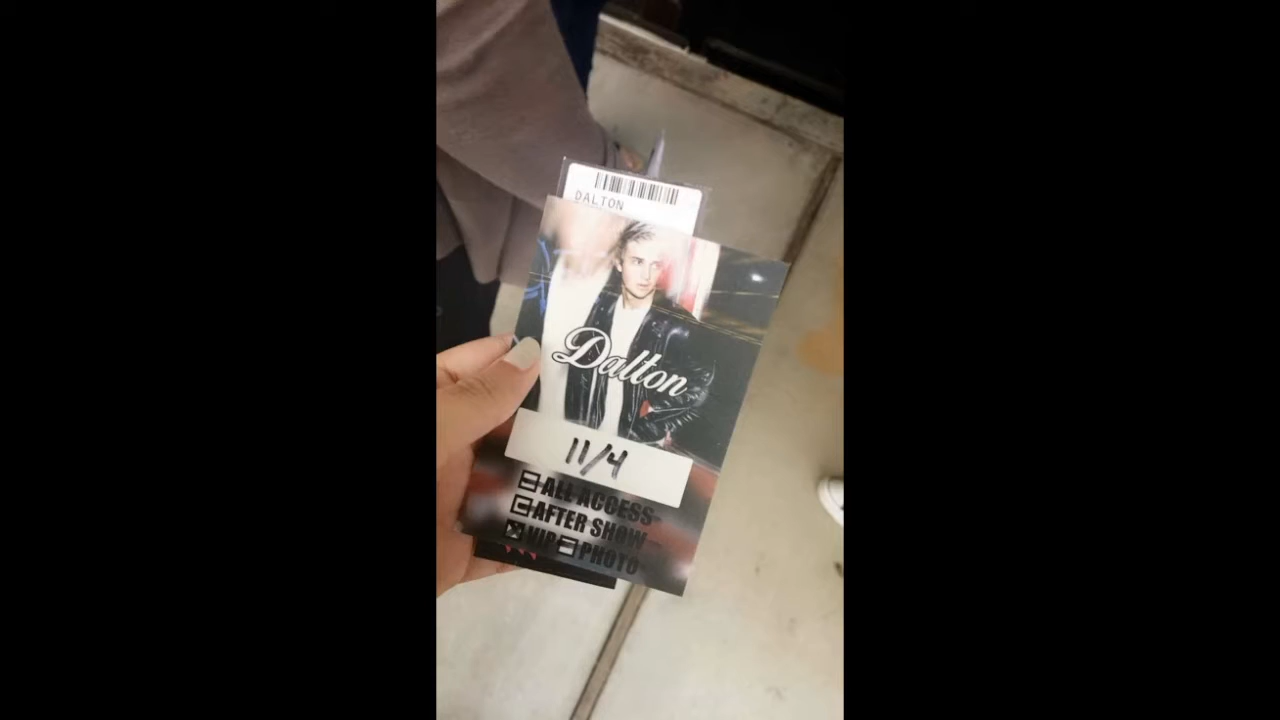 DALTON
Dalton
11/4
ALL ACCESS
AFTER SHOW
VIP PHOTO